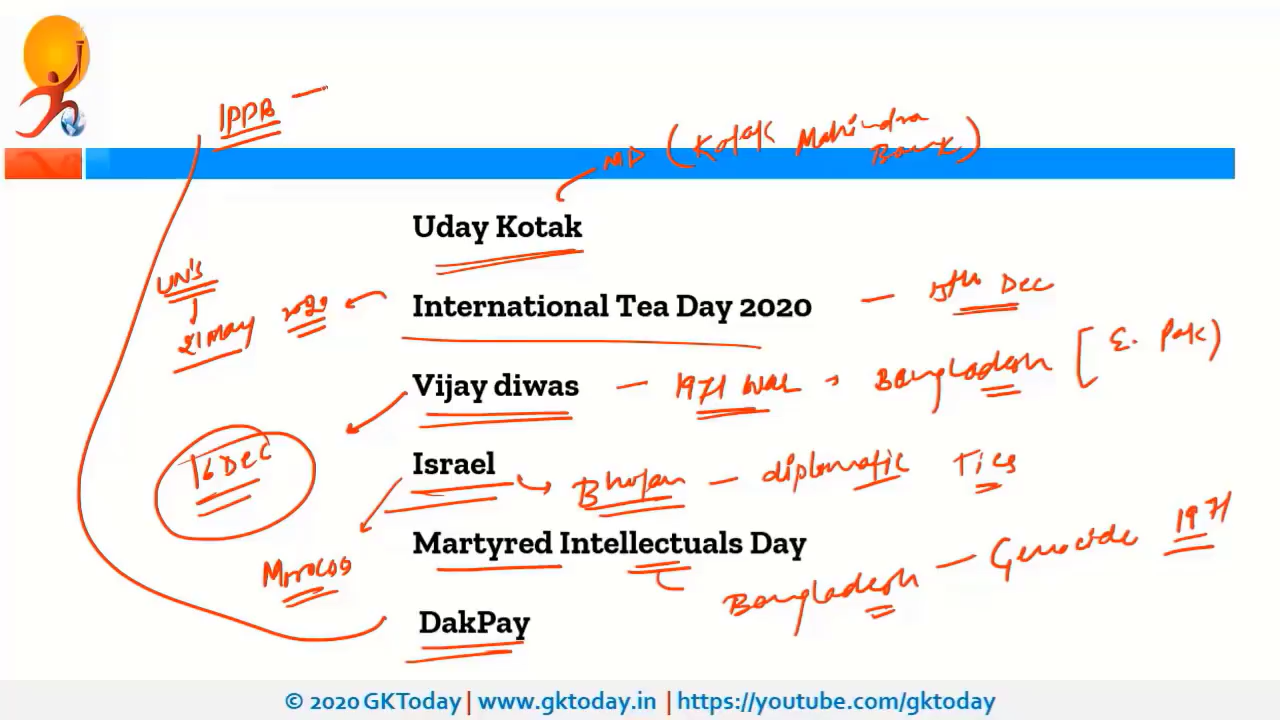 IPPB —
MD (Kotak Mahindra
Bank)
Uday Kotak
UN'S
21 May 2020
International Tea Day 2020 — 15th Dec
Vijay diwas — 1971 War, Bangladesh [E. Pak)
16 Dec
Israel → Bhutan — diplomatic Ties
Morocos
Martyred Intellectuals Day
Bangladesh — Genocide 1971
DakPay
© 2020 GKToday | www.gktoday.in | https://youtube.com/gktoday